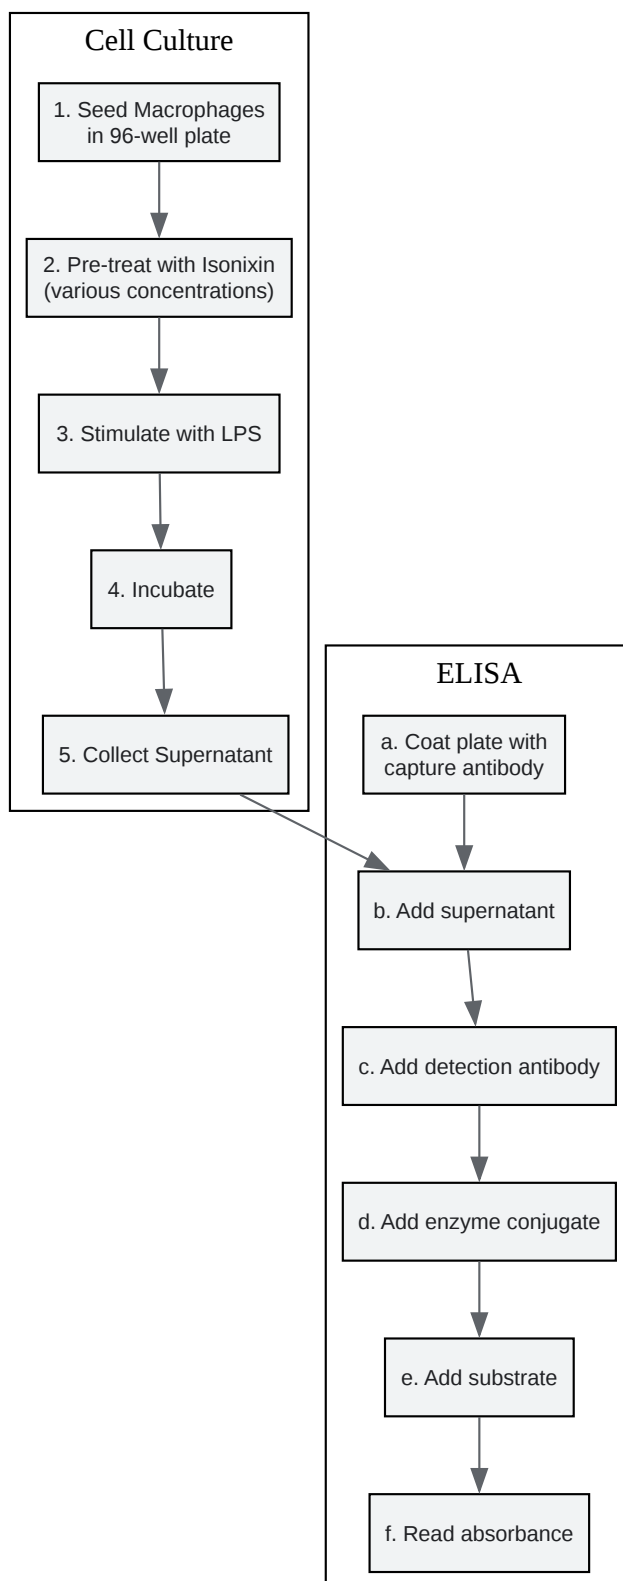 Cell Culture
1. Seed Macrophages
in 96-well plate
2. Pre-treat with Isonixin
(various concentrations)
3. Stimulate with LPS
4. Incubate
5. Collect Supernatant
ELISA
a. Coat plate with
capture antibody
b. Add supernatant
c. Add detection antibody
d. Add enzyme conjugate
e. Add substrate
f. Read absorbance